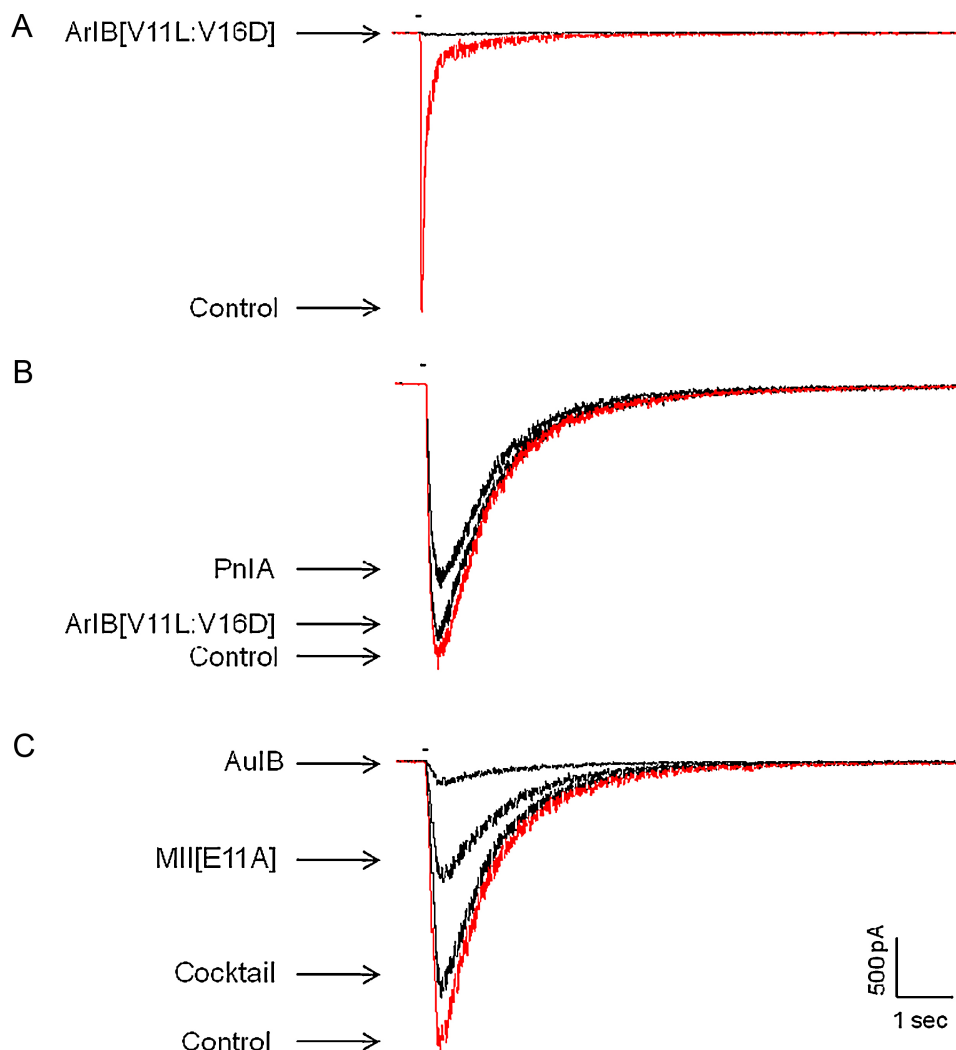 A
ArIB[V11L:V16D]
Control
B
PnIA
ArIB[V11L:V16D]
Control
C
AuIB
MII[E11A]
Cocktail
Control
500 pA
1 sec